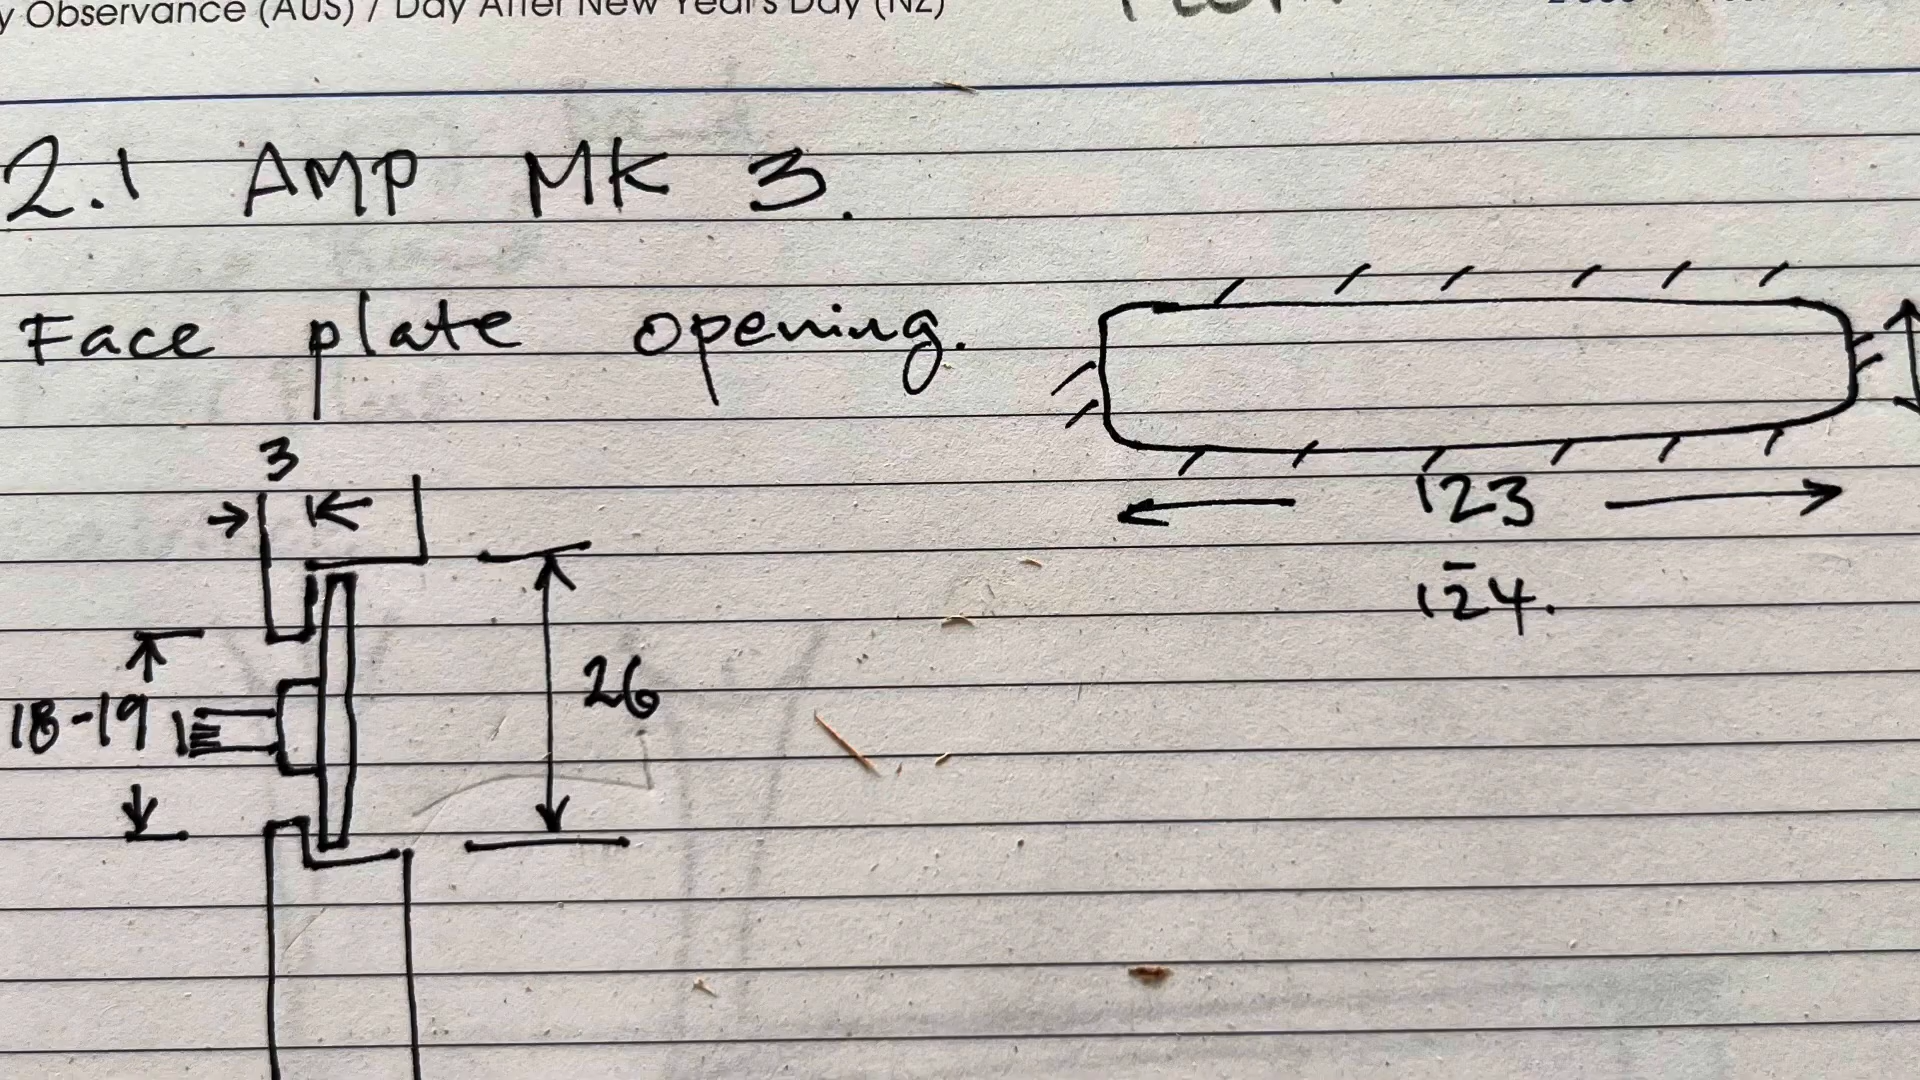 y Observance (AUS) / Day After New Year's Day (NZ)
2.1 AMP MK 3.
Face plate opening.
3
123
-
124.
26
18-19